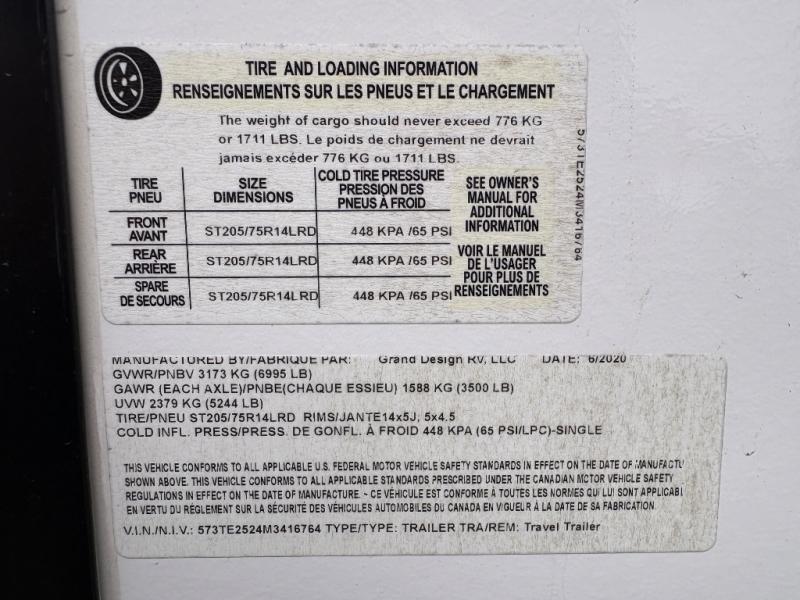 TIRE AND LOADING INFORMATION
RENSEIGNEMENTS SUR LES PNEUS ET LE CHARGEMENT
The weight of cargo should never exceed 776 KG
or 1711 LBS. Le poids de chargement ne devrait
jamais excéder 776 KG ou 1711 LBS.
TIRE PNEU
SIZE DIMENSIONS
COLD TIRE PRESSURE
PRESSION DES
PNEUS À FROID
SEE OWNER'S
MANUAL FOR
ADDITIONAL
INFORMATION
FRONT AVANT ST205/75R14LRD 448 KPA /65 PSI
REAR ARRIÈRE ST205/75R14LRD 448 KPA /65 PSI
SPARE DE SECOURS ST205/75R14LRD 448 KPA /65 PSI
VOIR LE MANUEL
DE L'USAGER
POUR PLUS DE
RENSEIGNEMENTS
573TE2524M3416764
MANUFACTURED BY/FABRIQUE PAR: Grand Design RV, LLC DATE: 6/2020
GVWR/PNBV 3173 KG (6995 LB)
GAWR (EACH AXLE)/PNBE(CHAQUE ESSIEU) 1588 KG (3500 LB)
UVW 2379 KG (5244 LB)
TIRE/PNEU ST205/75R14LRD RIMS/JANTE14x5J, 5x4.5
COLD INFL. PRESS/PRESS. DE GONFL. À FROID 448 KPA (65 PSI/LPC)-SINGLE
THIS VEHICLE CONFORMS TO ALL APPLICABLE U.S. FEDERAL MOTOR VEHICLE SAFETY STANDARDS IN EFFECT ON THE DATE OF MANUFACTU
SHOWN ABOVE. THIS VEHICLE CONFORMS TO ALL APPLICABLE STANDARDS PRESCRIBED UNDER THE CANADIAN MOTOR VEHICLE SAFETY
REGULATIONS IN EFFECT ON THE DATE OF MANUFACTURE. ~ CE VÉHICULE EST CONFORME À TOUTES LES NORMES QUI LUI SONT APPLICABL
EN VERTU DU RÈGLEMENT SUR LA SÉCURITÉ DES VÉHICULES AUTOMOBILES DU CANADA EN VIGUEUR À LA DATE DE SA FABRICATION.
V.I.N./N.I.V.: 573TE2524M3416764 TYPE/TYPE: TRAILER TRA/REM: Travel Trailer